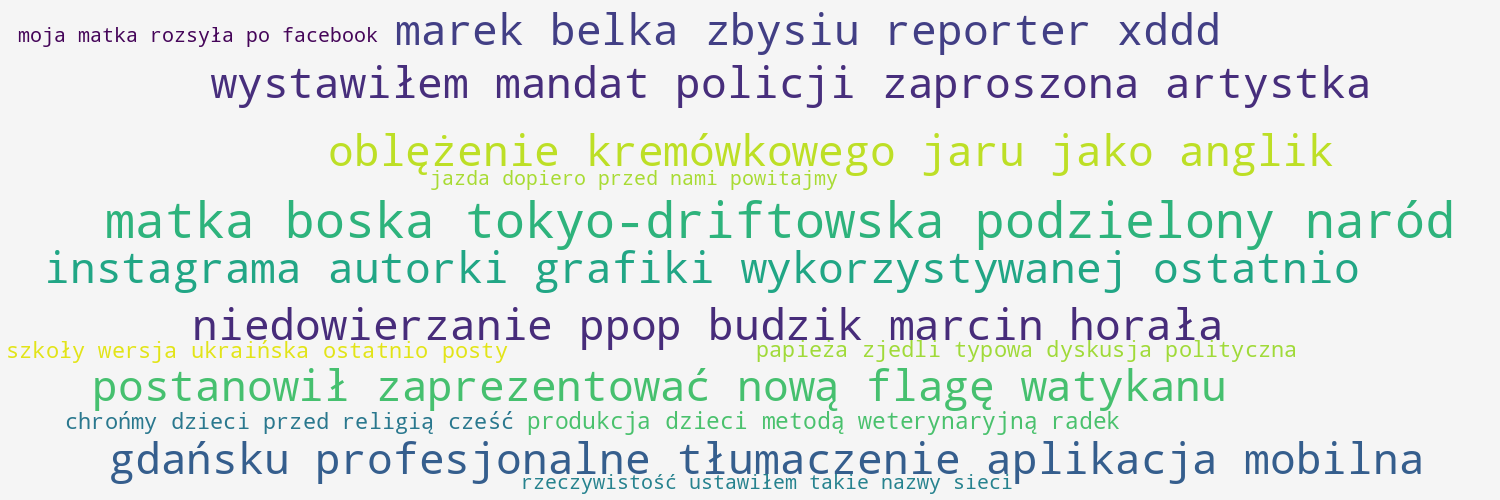 moja matka rozsyła po facebook
marek belka zbysiu reporter xddd
wystawiłem mandat policji zaproszona artystka
oblężenie kremówkowego jaru jako anglik
jazda dopiero przed nami powitajmy
matka boska tokyo-driftowska podzielony naród
instagrama autorki grafiki wykorzystywanej ostatnio
niedowierzanie ppop budzik marcin horała
szkoły wersja ukraińska ostatnio posty
papieża zjedli typowa dyskusja polityczna
postanowił zaprezentować nową flagę watykanu
chrońmy dzieci przed religią cześć
produkcja dzieci metodą weterynaryjną radek
gdańsku profesjonalne tłumaczenie aplikacja mobilna
rzeczywistość ustawiłem takie nazwy sieci